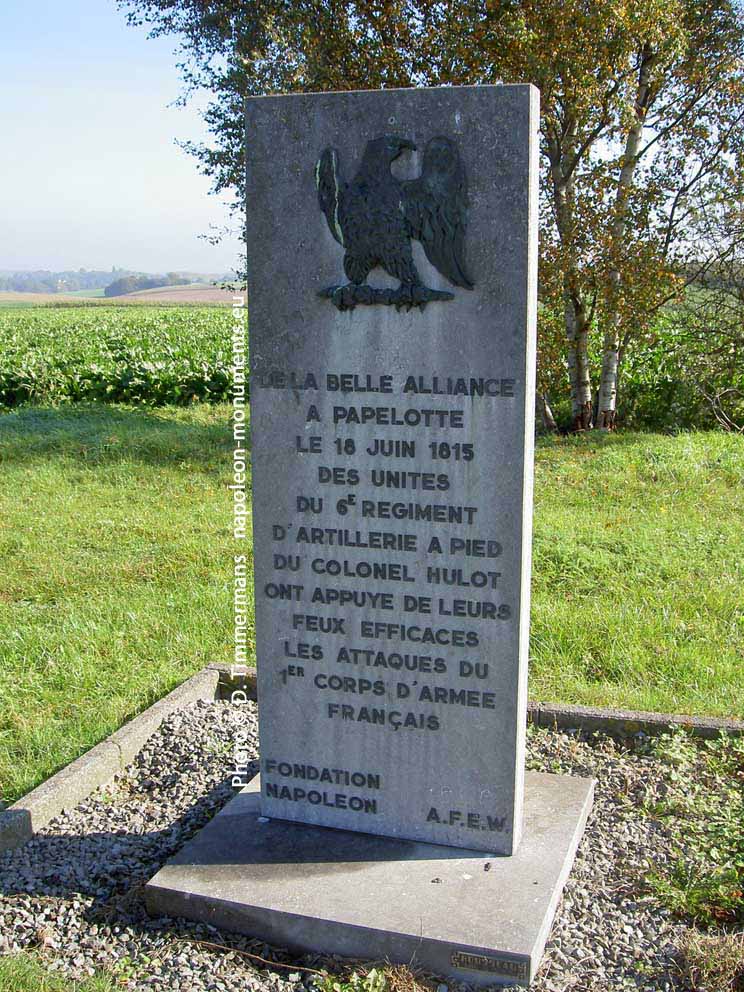 DE LA BELLE ALLIANCE
A PAPELOTTE
LE 18 JUIN 1815
DES UNITES
DU 6E REGIMENT
D'ARTILLERIE A PIED
DU COLONEL HULOT
ONT APPUYE DE LEURS
FEUX EFFICACES
LES ATTAQUES DU
1ER CORPS D'ARMEE
FRANÇAIS
FONDATION
NAPOLEON
A.F.E.W.
Photo: D. Timmermans napoleon-monuments.eu